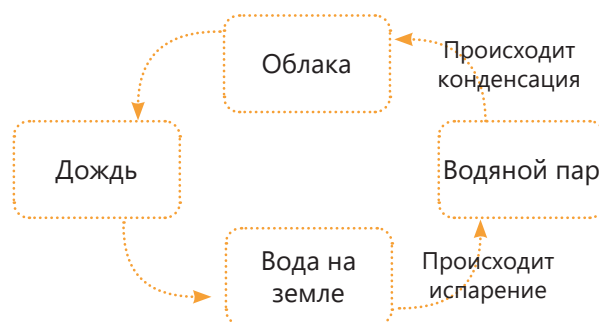 Облака
Происходит
конденсация
Дождь
Водяной пар
Вода на
земле
Происходит
испарение